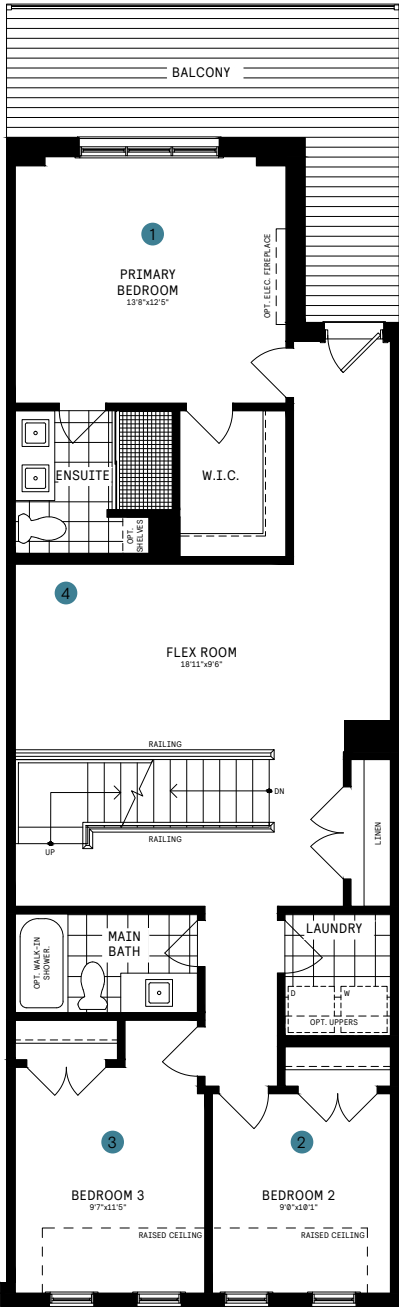 BALCONY
1
OPT. ELEC. FIREPLACE
PRIMARY
BEDROOM
13'8"x12'5"
ENSUITE
W.I.C.
OPT.
SHELVES
4
FLEX ROOM
18'11"x9'6"
RAILING
DN
RAILING
UP
LINEN
MAIN
BATH
OPT. WALK-IN
SHOWER.
LAUNDRY
D
W
OPT. UPPERS
3
2
BEDROOM 3
9'7"x11'5"
BEDROOM 2
9'0"x10'1"
RAISED CEILING
RAISED CEILING